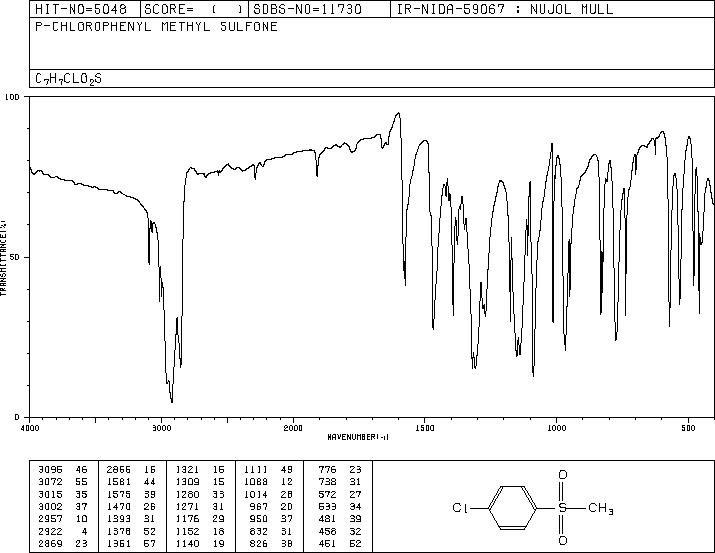 HIT-NO=5048 SCORE= ( ) SDBS-NO=11730 IR-NIDA-59067 : NUJOL MULL
P-CHLOROPHENYL METHYL SULFONE
C7H7CLO2S
100
50
0
TRANSMITTANCE(%)
4000 3000 2000 1500 1000 500
WAVENUMBER(-1)
3095 46 2855 16 1321 15 1111 49 776 23
3072 55 1581 44 1309 15 1088 12 738 31
3015 35 1575 39 1280 33 1014 28 572 27
3002 37 1470 26 1271 31 967 20 533 34
2957 10 1393 31 1176 29 950 37 481 39
2922 4 1378 52 1152 18 832 31 458 32
2869 23 1361 57 1140 19 826 38 451 52
O
Cl S CH3
O